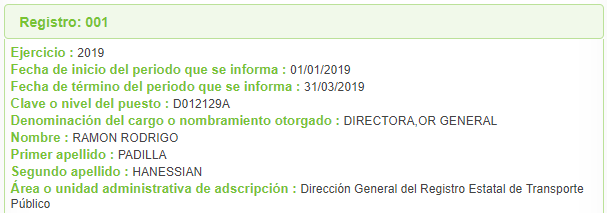 Registro: 001
Ejercicio : 2019
Fecha de inicio del periodo que se informa : 01/01/2019
Fecha de término del periodo que se informa : 31/03/2019
Clave o nivel del puesto : D012129A
Denominación del cargo o nombramiento otorgado : DIRECTORA,OR GENERAL
Nombre : RAMON RODRIGO
Primer apellido : PADILLA
Segundo apellido : HANESSIAN
Área o unidad administrativa de adscripción : Dirección General del Registro Estatal de Transporte
Público